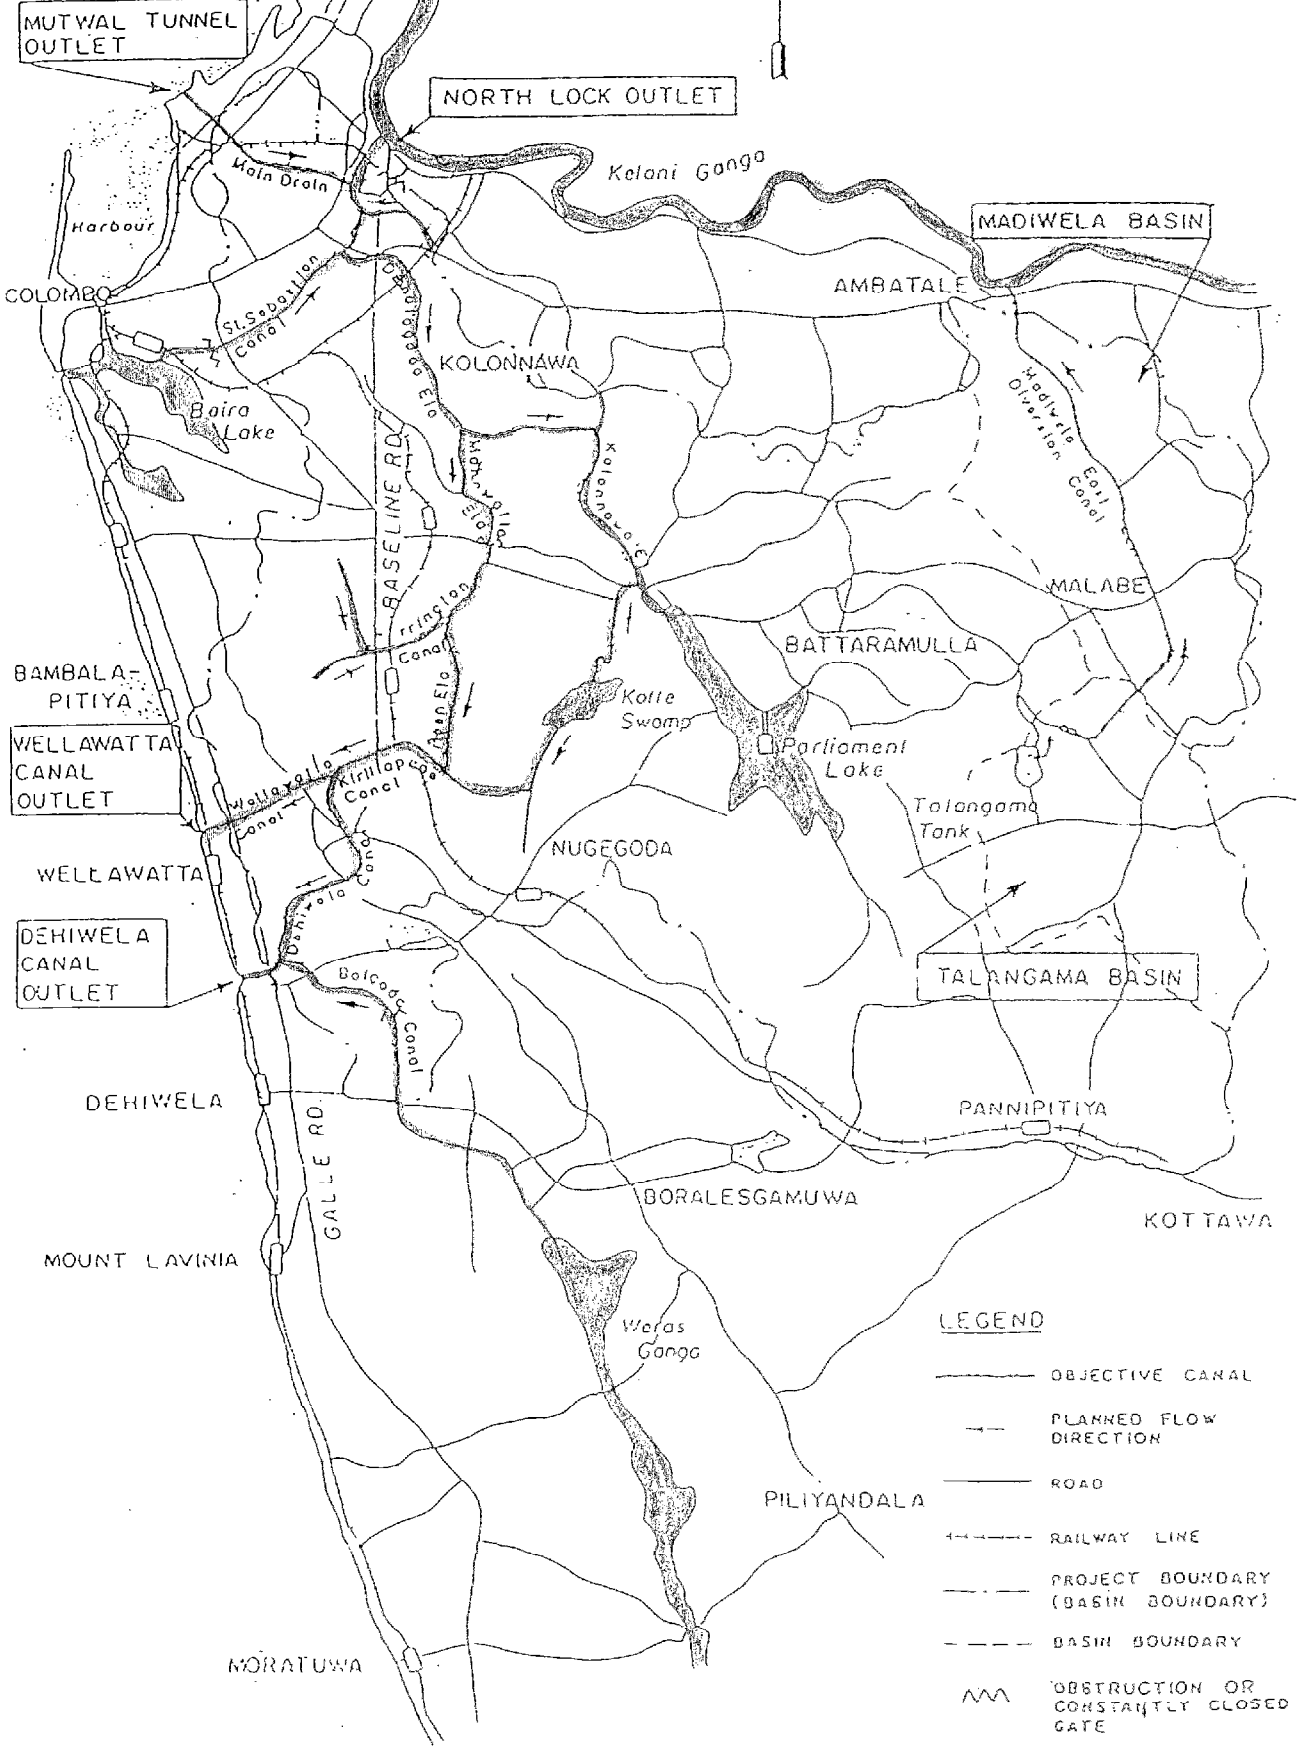 MUTWAL TUNNEL
OUTLET
NORTH LOCK OUTLET
Kelani Ganga
Main Drain
Harbour
MADIWELA BASIN
COLOMBO
AMBATALE
St. Sebastian
Canal
KOLONNAWA
Baira
Lake
Madiwela East
Diversion Canal
BASELINE RD.
MALABE
BATTARAMULLA
Canal
BAMBALA-
PITIYA
Kotte
Swamp
Parliament
Lake
WELLAWATTA
CANAL
OUTLET
Wellawatta
Canal
Canal
Talangama
Tank
NUGEGODA
WELLAWATTA
Dehiwela Canal
DEHIWELA
CANAL
OUTLET
TALANGAMA BASIN
Canal
DEHIWELA
GALLE RD.
PANNIPITIYA
BORALESGAMUWA
KOTTAWA
MOUNT LAVINIA
Weras
Ganga
LEGEND
OBJECTIVE CANAL
PLANNED FLOW
DIRECTION
ROAD
PILIYANDALA
RAILWAY LINE
PROJECT BOUNDARY
(BASIN BOUNDARY)
BASIN BOUNDARY
MORATUWA
OBSTRUCTION OR
CONSTANTLY CLOSED
GATE